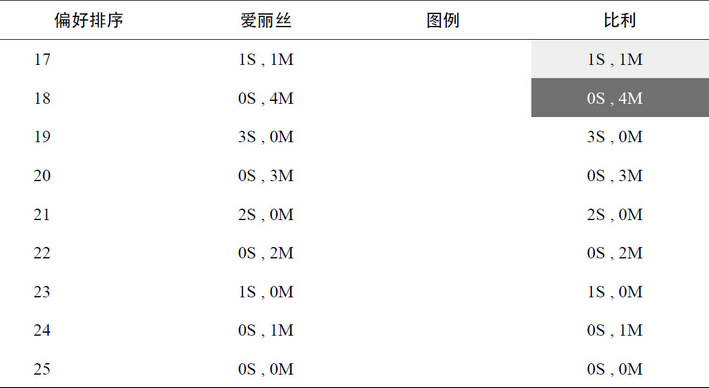 偏好排序 爱丽丝 图例 比利
17 1S , 1M 1S , 1M
18 0S , 4M 0S , 4M
19 3S , 0M 3S , 0M
20 0S , 3M 0S , 3M
21 2S , 0M 2S , 0M
22 0S , 2M 0S , 2M
23 1S , 0M 1S , 0M
24 0S , 1M 0S , 1M
25 0S , 0M 0S , 0M